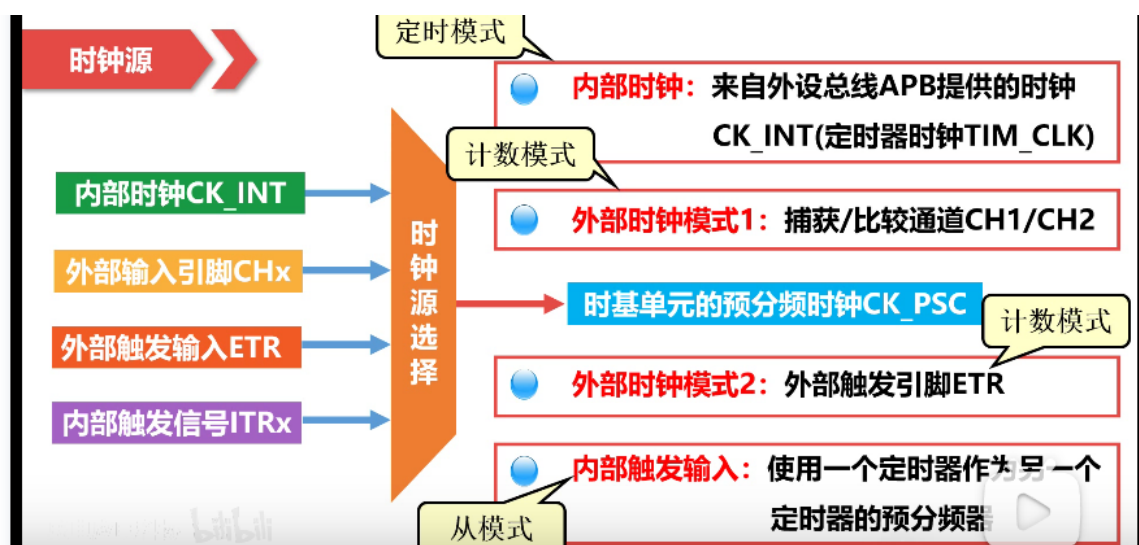 时钟源
内部时钟CK_INT
外部输入引脚CHx
外部触发输入ETR
内部触发信号ITRx
时钟源选择
定时模式
内部时钟：来自外设总线APB提供的时钟
CK_INT(定时器时钟TIM_CLK)
计数模式
外部时钟模式1：捕获/比较通道CH1/CH2
时基单元的预分频时钟CK_PSC
计数模式
外部时钟模式2：外部触发引脚ETR
内部触发输入：使用一个定时器作为另一个
定时器的预分频器
从模式
bilibili